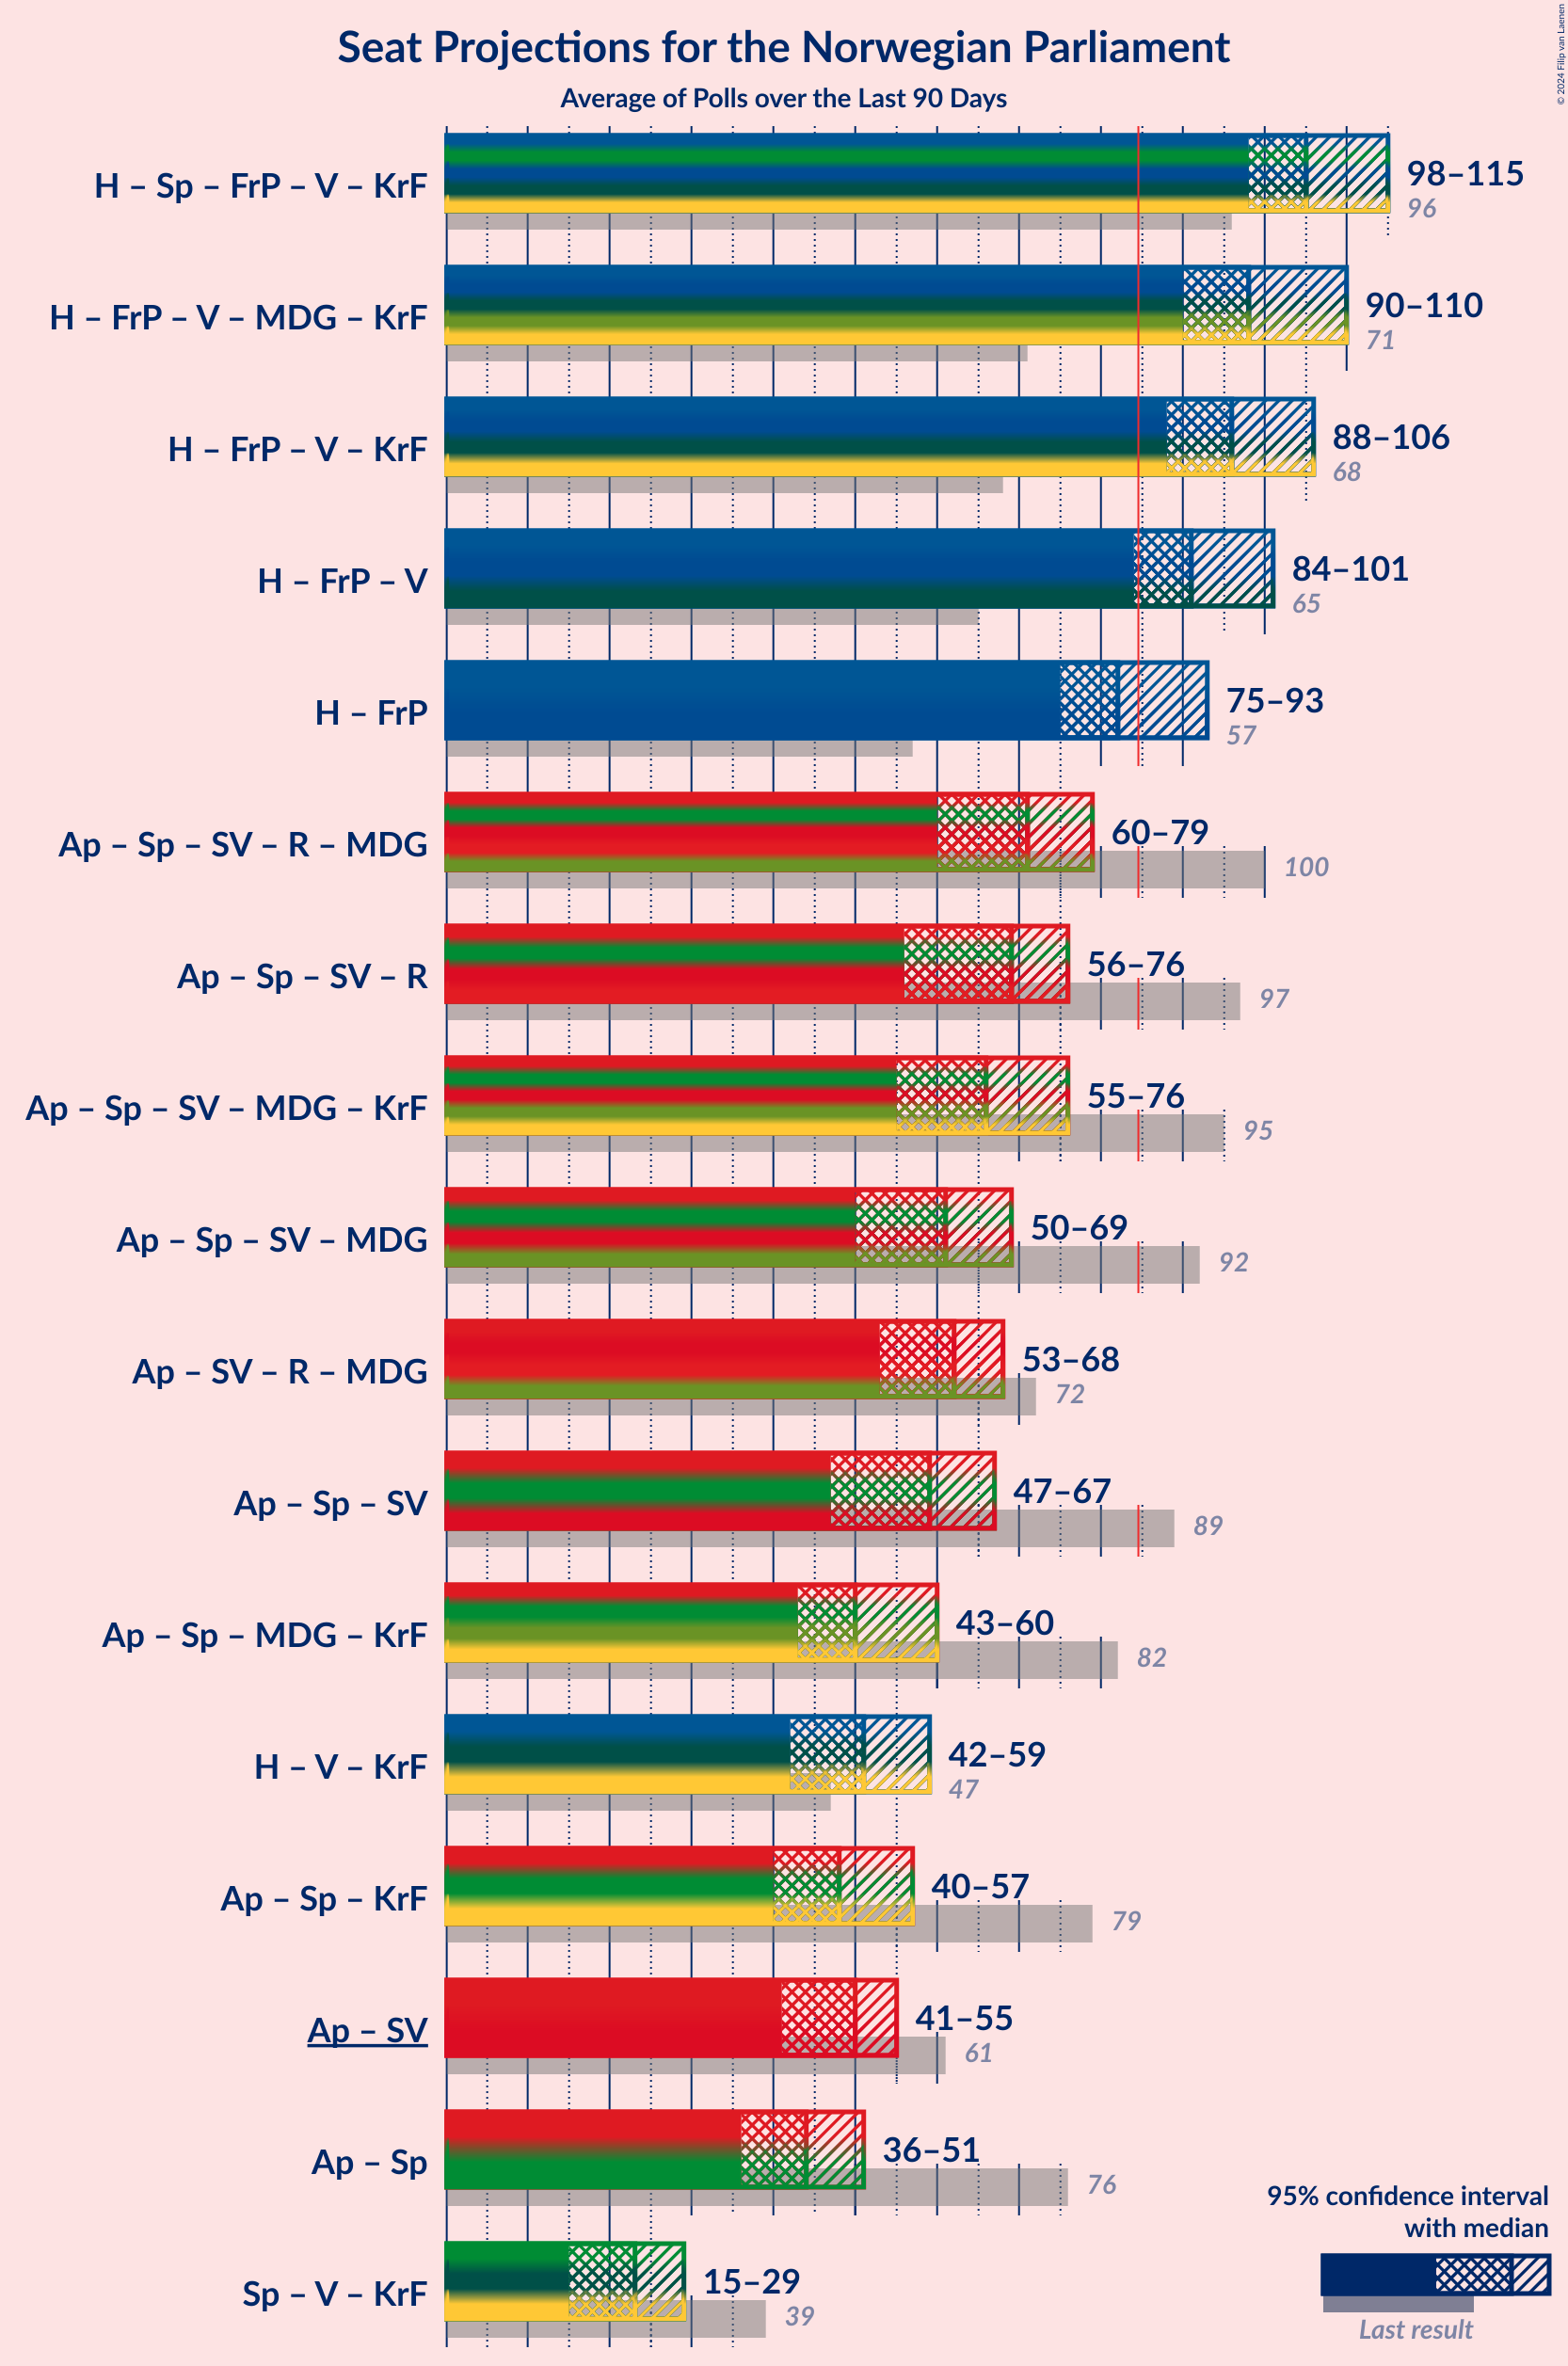 Seat Projections for the Norwegian Parliament
Average of Polls over the Last 90 Days
© 2024 Filip van Laenen
H – Sp – FrP – V – KrF
98–115
96
H – FrP – V – MDG – KrF
90–110
71
H – FrP – V – KrF
88–106
68
H – FrP – V
84–101
65
H – FrP
75–93
57
Ap – Sp – SV – R – MDG
60–79
100
Ap – Sp – SV – R
56–76
97
Ap – Sp – SV – MDG – KrF
55–76
95
Ap – Sp – SV – MDG
50–69
92
Ap – SV – R – MDG
53–68
72
Ap – Sp – SV
47–67
89
Ap – Sp – MDG – KrF
43–60
82
H – V – KrF
42–59
47
Ap – Sp – KrF
40–57
79
Ap – SV
41–55
61
Ap – Sp
36–51
76
Sp – V – KrF
15–29
39
95% confidence interval
with median
Last result